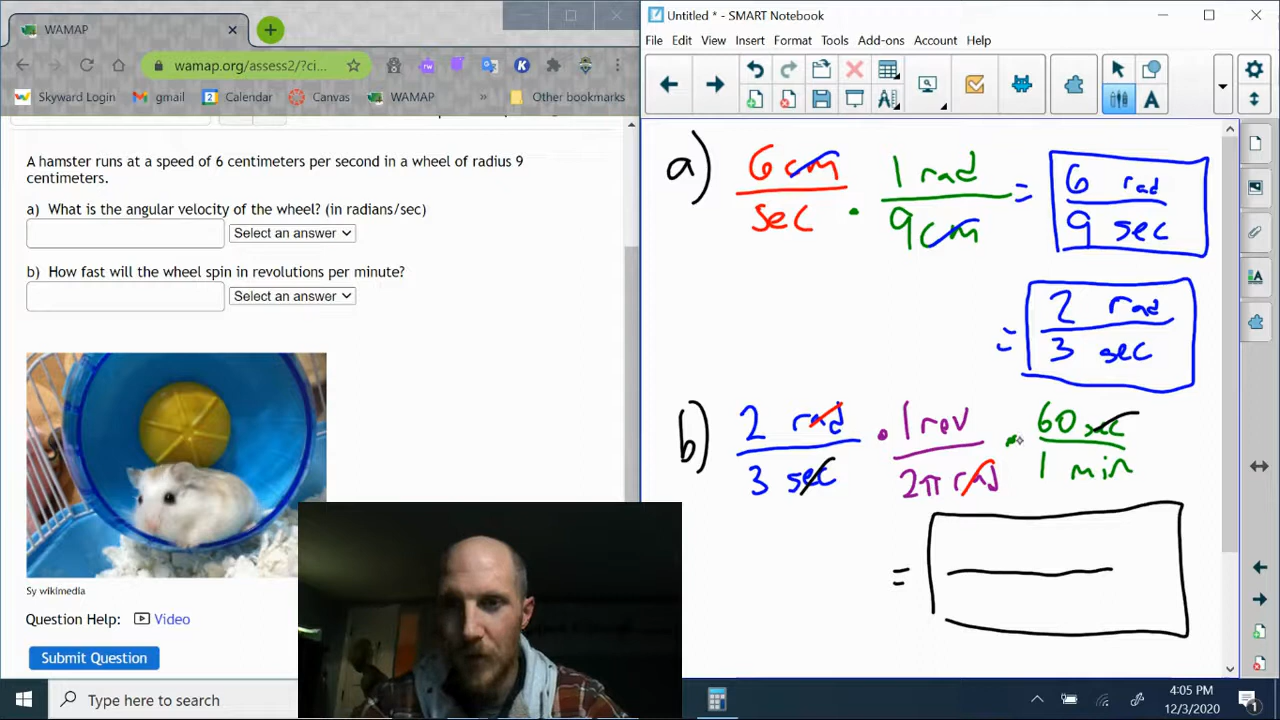 WAMAP
Untitled * - SMART Notebook
wamap.org/assess2/?ci...
File Edit View Insert Format Tools Add-ons Account Help
Skyward Login gmail Calendar Canvas WAMAP » Other bookmarks
A hamster runs at a speed of 6 centimeters per second in a wheel of radius 9
centimeters.
a) What is the angular velocity of the wheel? (in radians/sec)
Select an answer
b) How fast will the wheel spin in revolutions per minute?
Select an answer
Sy wikimedia
Question Help: Video
Submit Question
a) 6 cm / sec · 1 rad / 9 cm = 6 rad / 9 sec
= 2 rad / 3 sec
b) 2 rad / 3 sec · 1 rev / 2π rad · 60 sec / 1 min
=
Type here to search
4:05 PM
12/3/2020